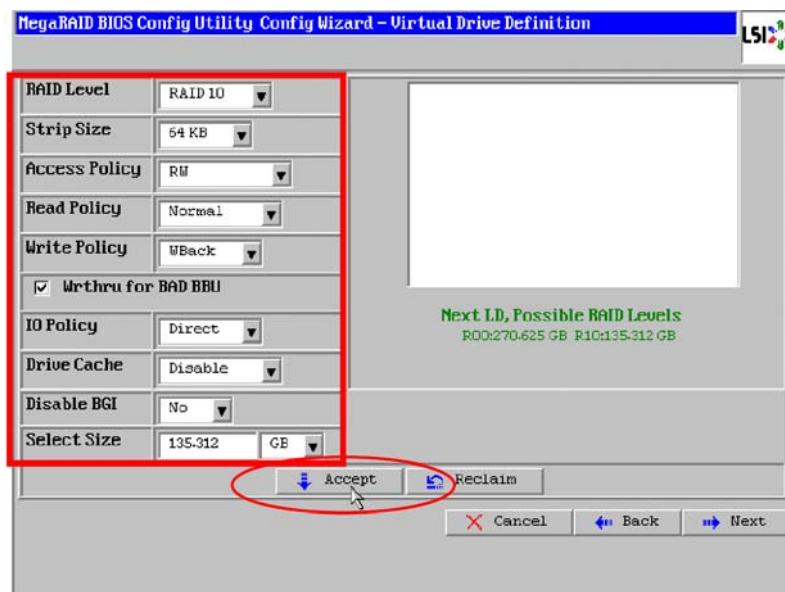 MegaRAID BIOS Config Utility Config Wizard – Virtual Drive Definition
LSI
RAID Level RAID 10
Strip Size 64 KB
Access Policy RW
Read Policy Normal
Write Policy WBack
Wrthru for BAD BBU
IO Policy Direct
Drive Cache Disable
Disable BGI No
Select Size 135.312 GB
Next LD, Possible RAID Levels
R00:270.625 GB R10:135.312 GB
Accept Reclaim
Cancel Back Next